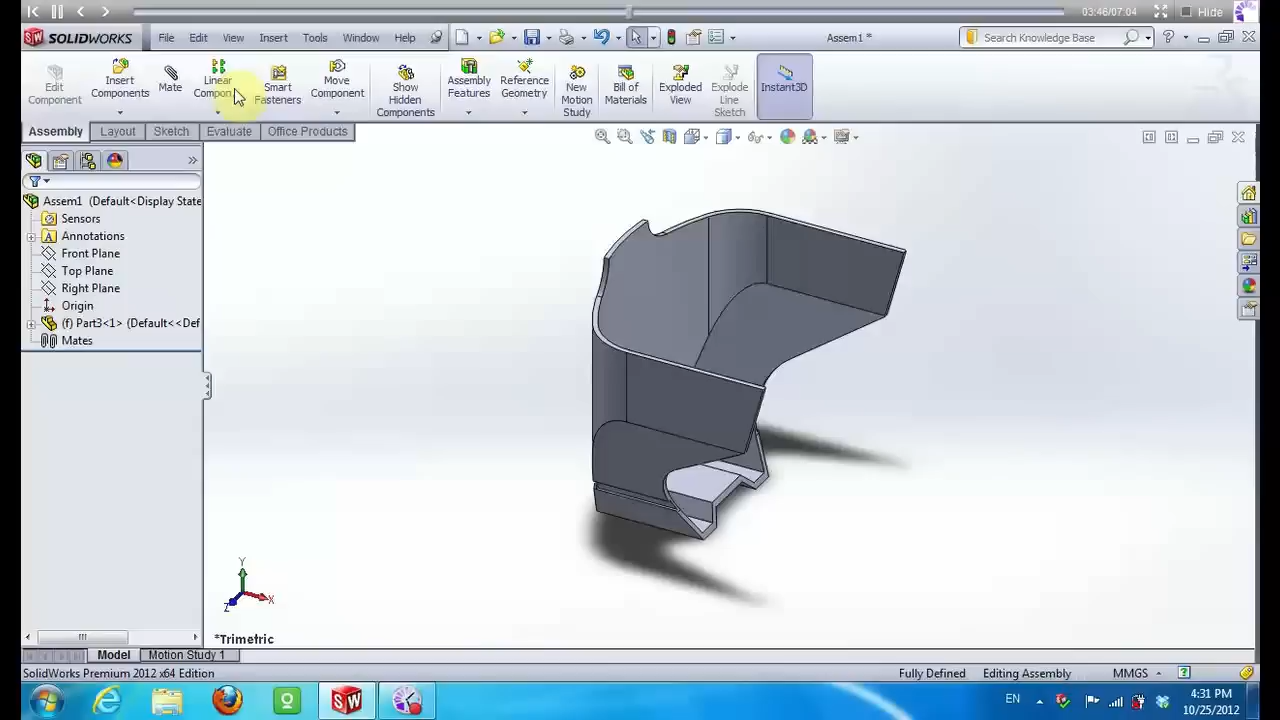 03:46/07:04
Hide
SOLIDWORKS
File Edit View Insert Tools Window Help
Assem1 *
Search Knowledge Base
Edit Component
Insert Components
Mate
Linear Compon...
Smart Fasteners
Move Component
Show Hidden Components
Assembly Features
Reference Geometry
New Motion Study
Bill of Materials
Exploded View
Explode Line Sketch
Instant3D
Assembly Layout Sketch Evaluate Office Products
Assem1 (Default<Display State
Sensors
Annotations
Front Plane
Top Plane
Right Plane
Origin
(f) Part3<1> (Default<<Def
Mates
Y
X
Z
*Trimetric
Model Motion Study 1
SolidWorks Premium 2012 x64 Edition
Fully Defined Editing Assembly MMGS
EN
4:31 PM
10/25/2012